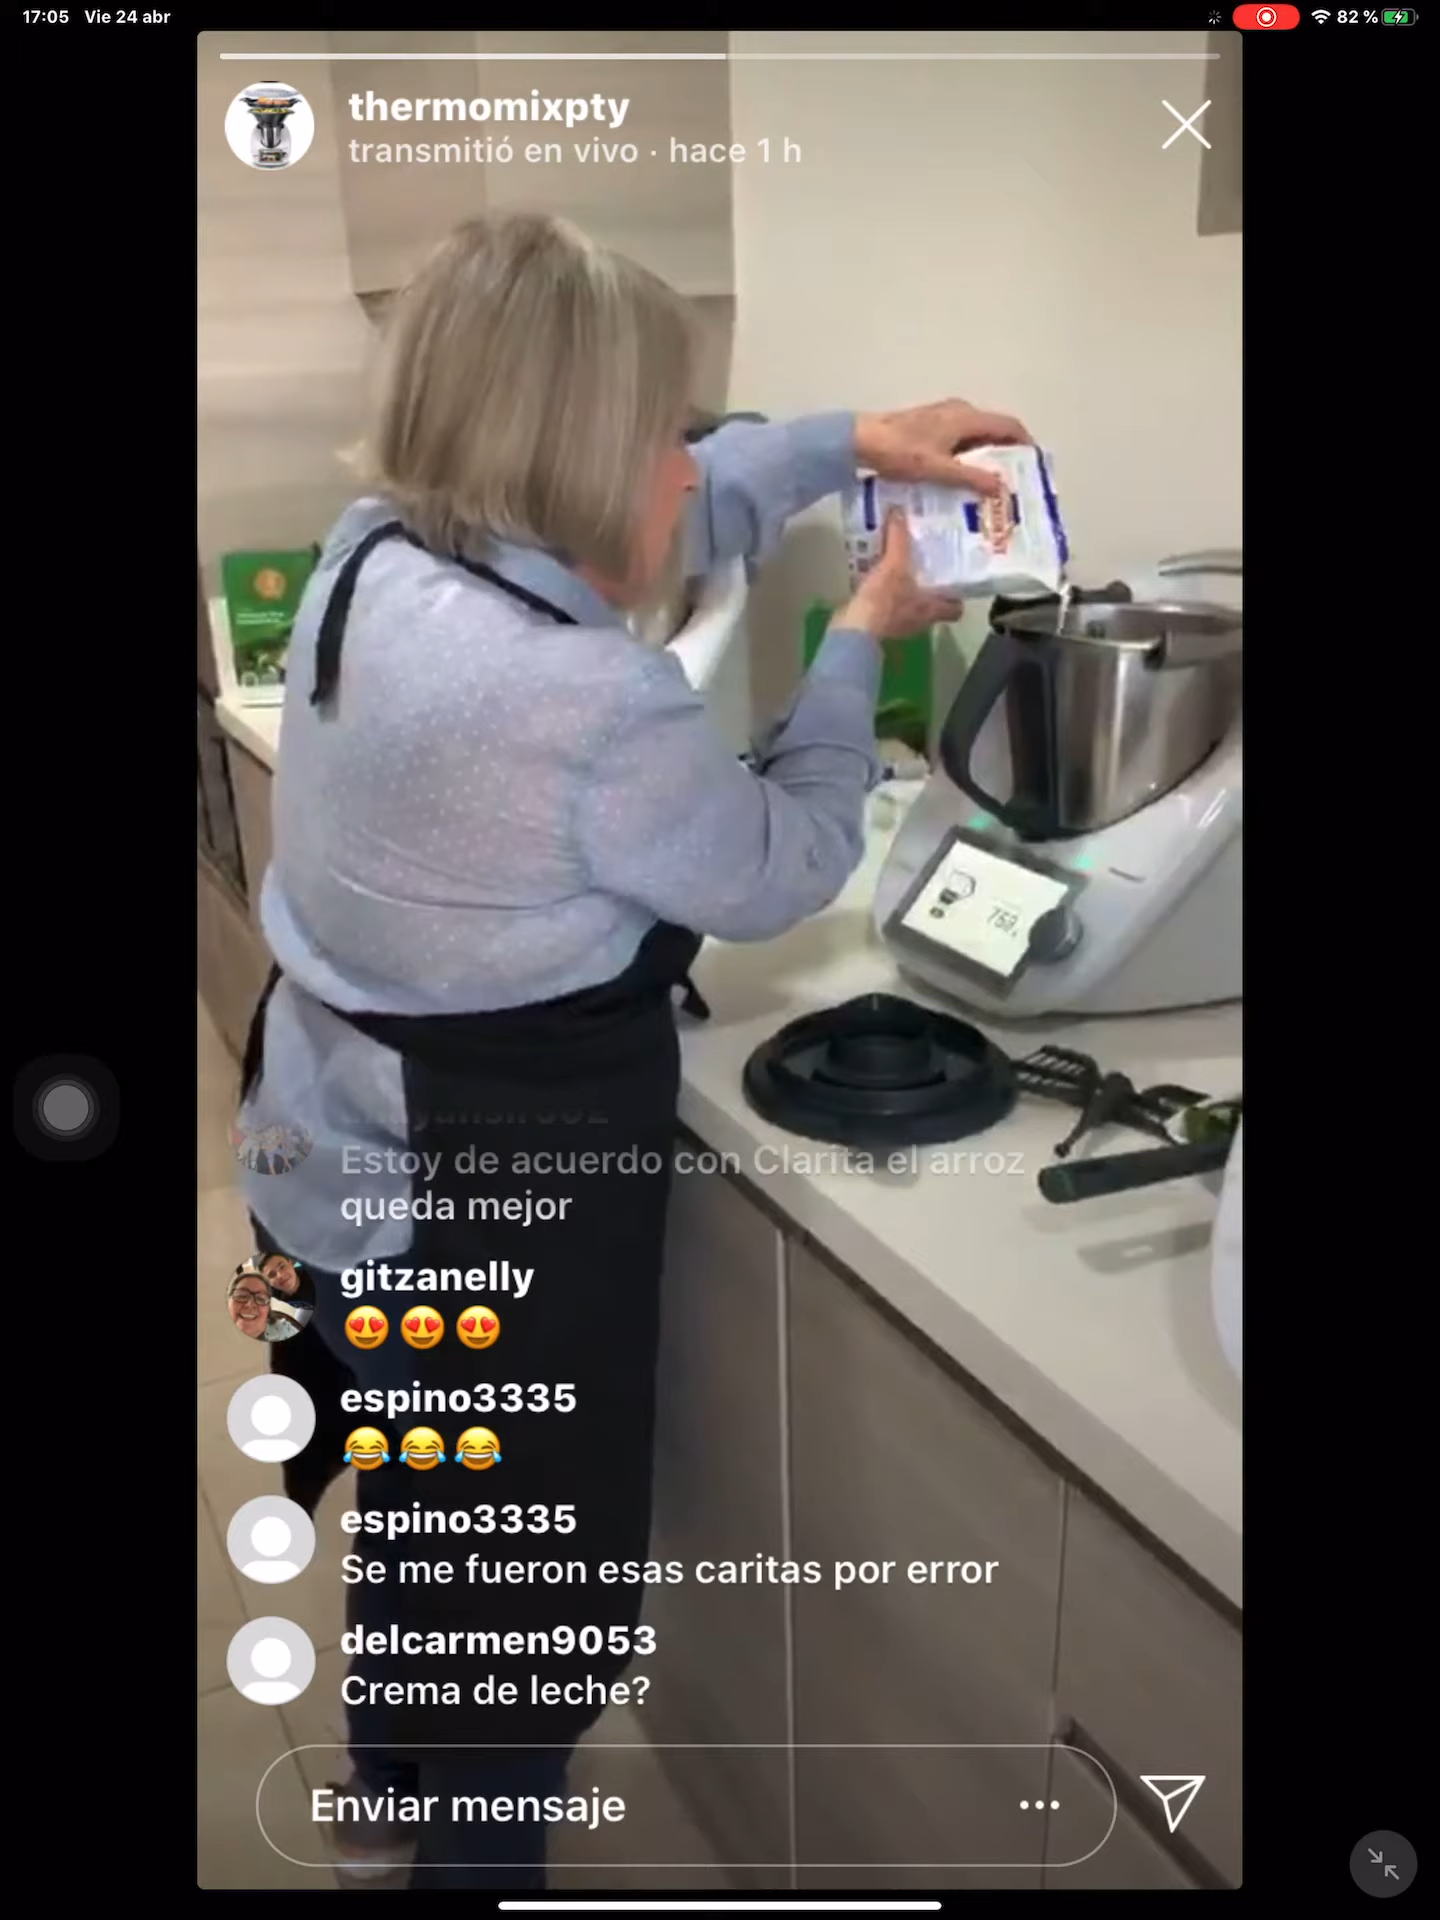 17:05 Vie 24 abr
82 %
thermomixpty
transmitió en vivo · hace 1 h
Estoy de acuerdo con Clarita el arroz
queda mejor
gitzanelly
😍😍😍
espino3335
😂😂😂
espino3335
Se me fueron esas caritas por error
delcarmen9053
Crema de leche?
Enviar mensaje